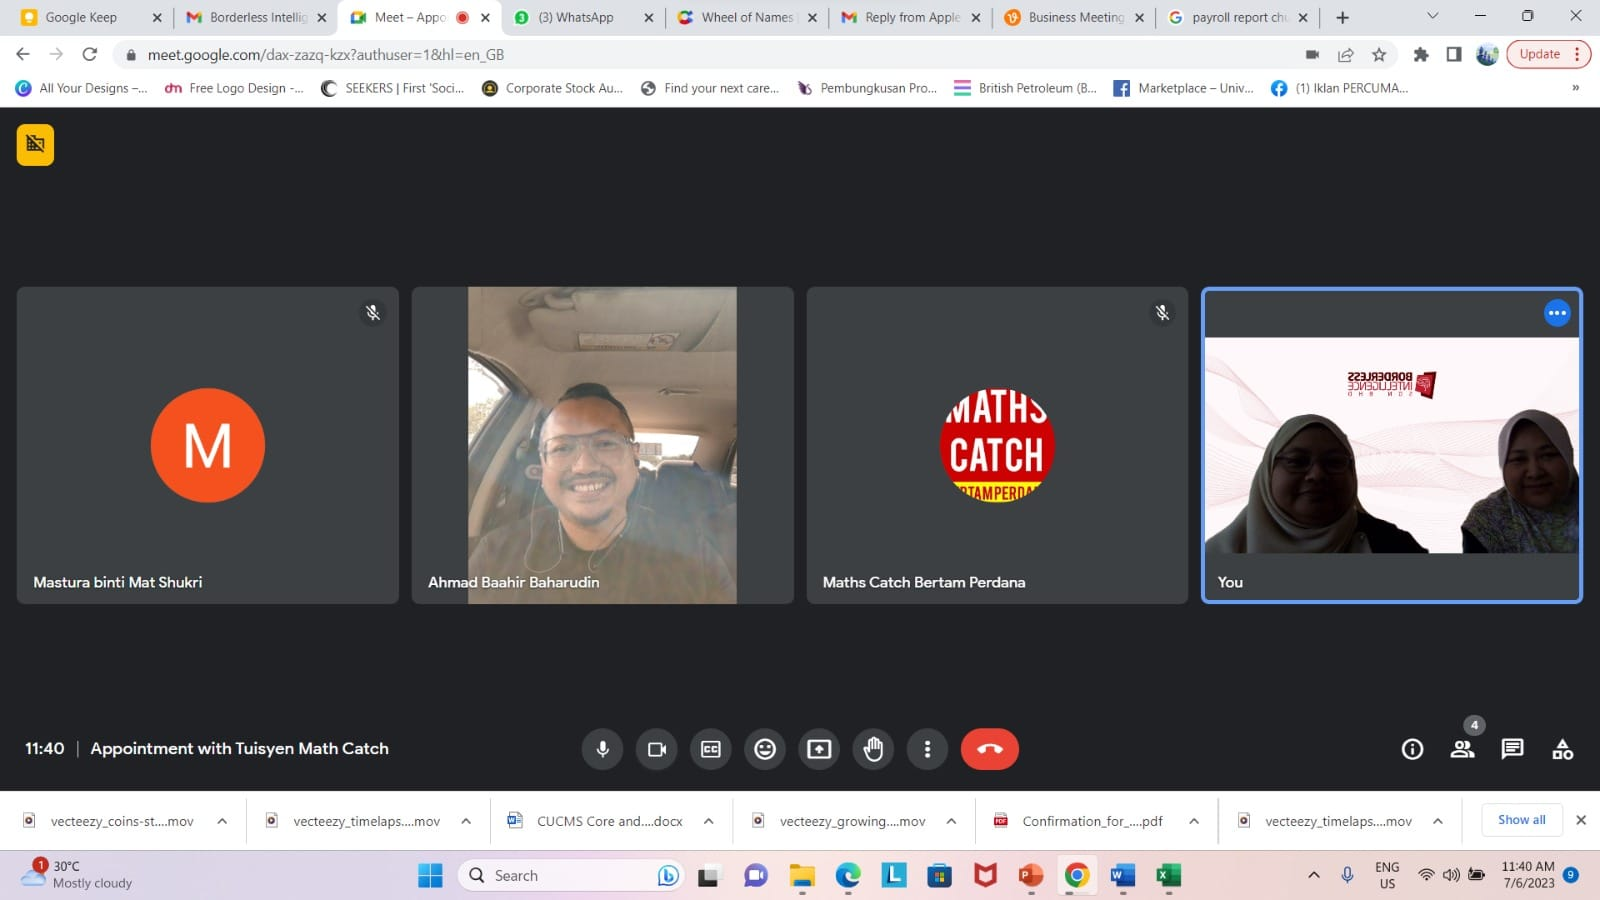 Google Keep
Borderless Intellig
Meet – Appo
(3) WhatsApp
Wheel of Names
Reply from Apple
Business Meeting
payroll report chu
meet.google.com/dax-zazq-kzx?authuser=1&hl=en_GB
Update
All Your Designs –...
dm
Free Logo Design -...
SEEKERS | First 'Soci...
Corporate Stock Au...
Find your next care...
Pembungkusan Pro...
British Petroleum (B...
Marketplace – Univ...
(1) Iklan PERCUMA...
»
M
Mastura binti Mat Shukri
Ahmad Baahir Baharudin
MATHS
CATCH
Maths Catch Bertam Perdana
BORDERLESS
INTELLIGENCE
SDN BHD
You
11:40 | Appointment with Tuisyen Math Catch
CC
4
vecteezy_coins-st....mov
vecteezy_timelaps....mov
CUCMS Core and....docx
vecteezy_growing....mov
Confirmation_for_....pdf
vecteezy_timelaps....mov
Show all
1
30°C
Mostly cloudy
Search
ENG
US
11:40 AM
7/6/2023
9